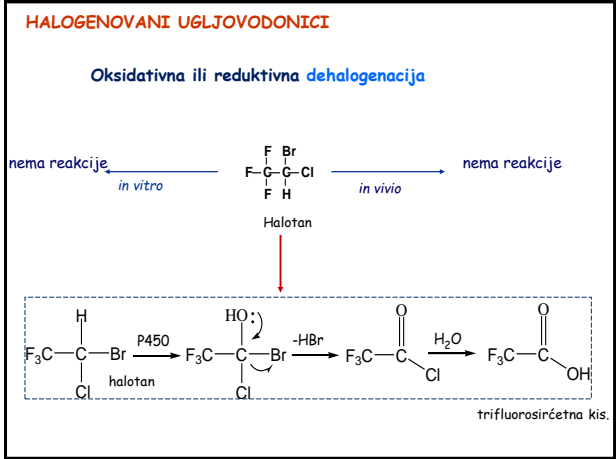 HALOGENOVANI UGLJOVODONICI
Oksidativna ili reduktivna dehalogenacija
nema reakcije
in vitro
F Br
F-C-C-Cl
F H
Halotan
in vivio
nema reakcije
H
F3C-C-Br
Cl
halotan
P450
HO:
F3C-C-Br
Cl
-HBr
O
F3C-C
Cl
H2O
O
F3C-C
OH
trifluorosirćetna kis.